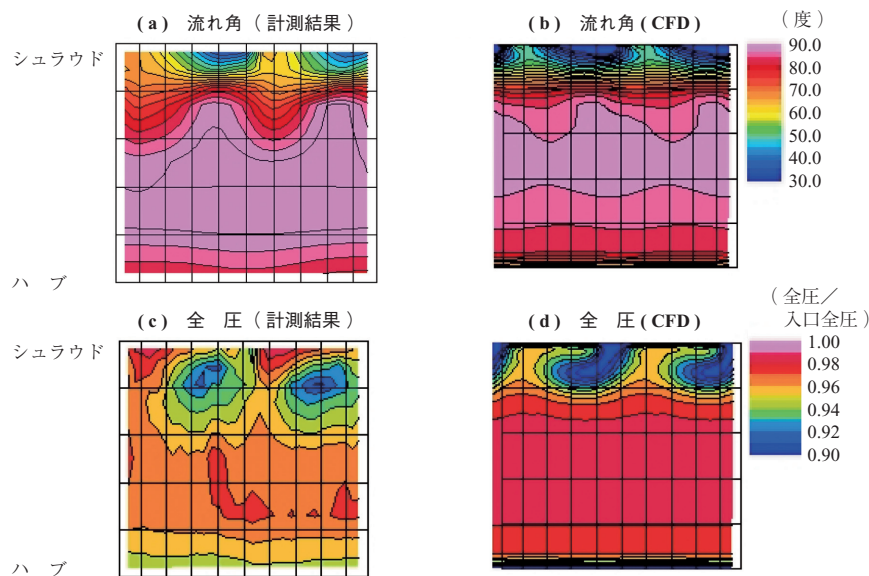 ( a )　流れ角 ( 計測結果 )
シュラウド
ハ　ブ
( b )　流れ角 ( CFD )
( 度 )
90.0
80.0
70.0
60.0
50.0
40.0
30.0
( c )　全　圧 ( 計測結果 )
シュラウド
ハ　ブ
( d )　全　圧 ( CFD )
( 全圧／
入口全圧 )
1.00
0.98
0.96
0.94
0.92
0.90